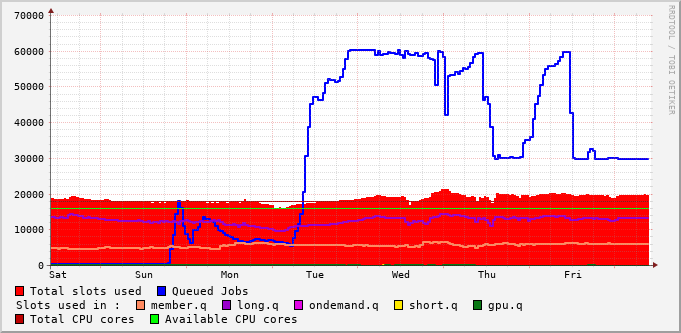 RRDTOOL / TOBI OETIKER
70000
60000
50000
40000
30000
20000
10000
0
Sat Sun Mon Tue Wed Thu Fri
Total slots used Queued Jobs
Slots used in : member.q long.q ondemand.q short.q gpu.q
Total CPU cores Available CPU cores